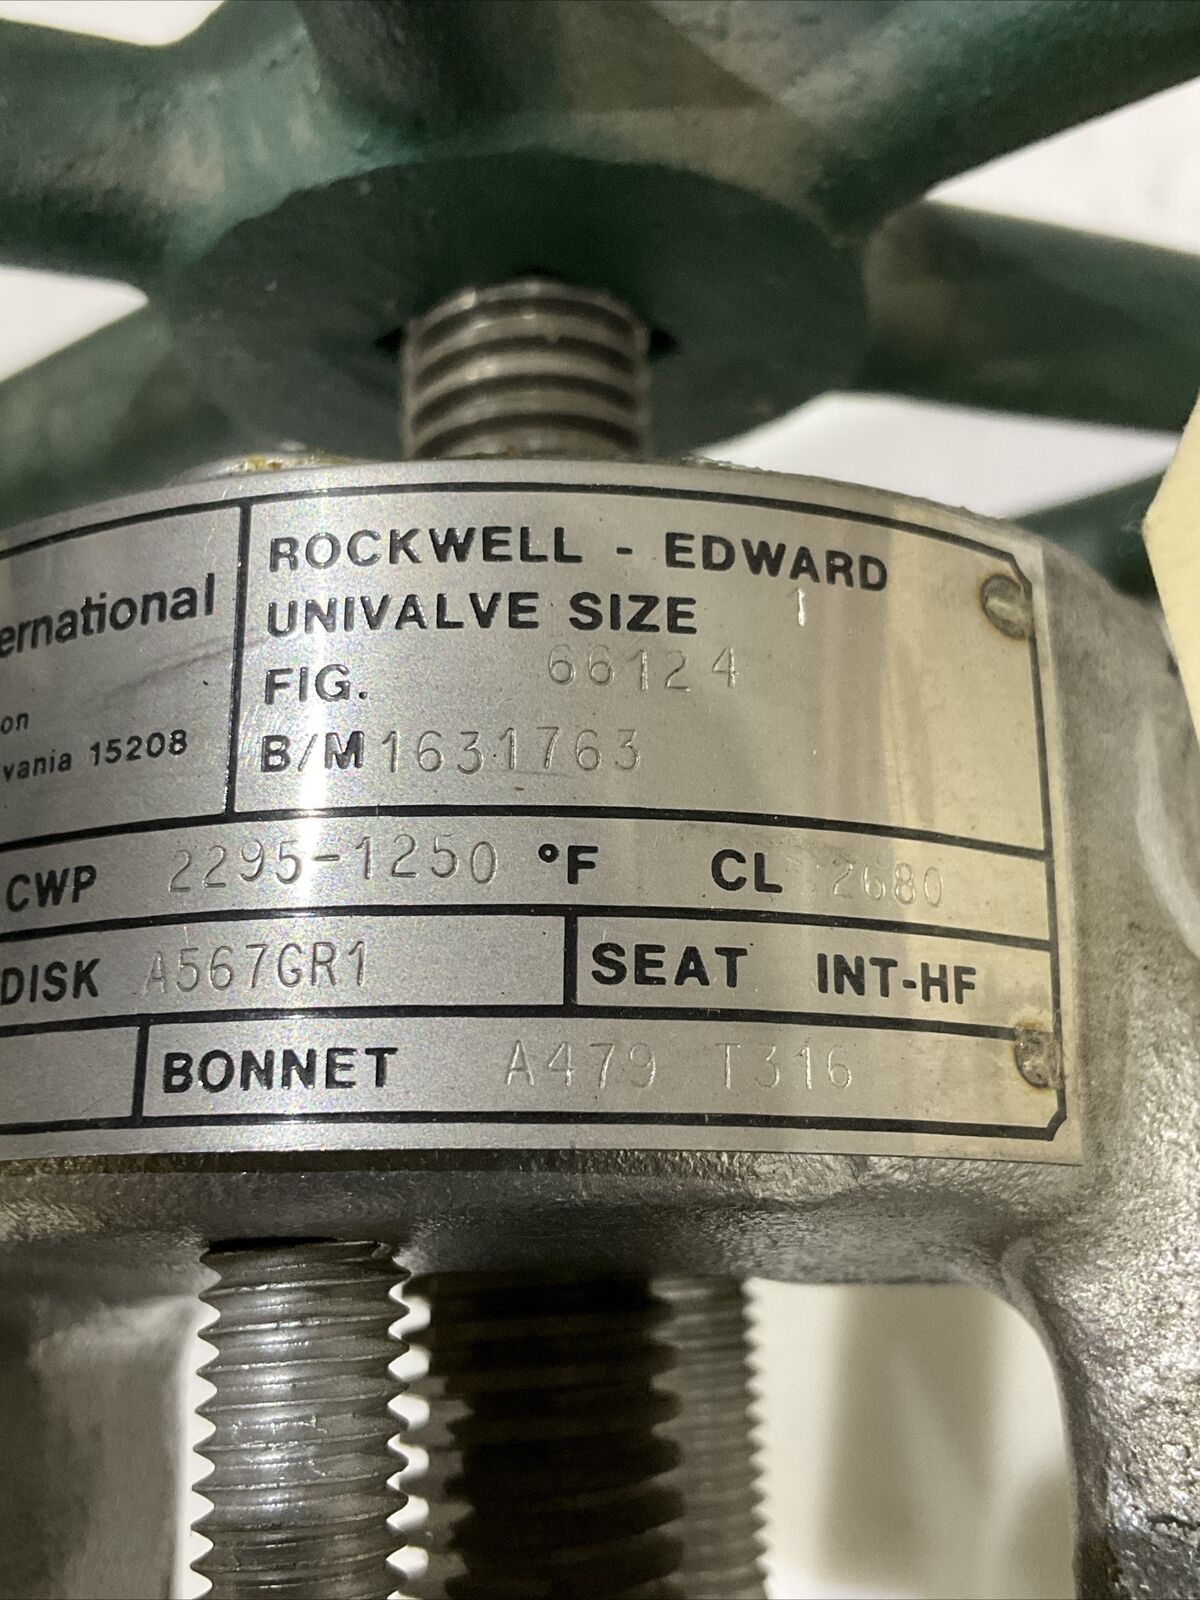 ernational
on
vania 15208
ROCKWELL - EDWARD
UNIVALVE SIZE 1
FIG. 66124
B/M 1631763
CWP 2295-1250 °F CL 2680
DISK A567GR1
SEAT INT-HF
BONNET A479 T316